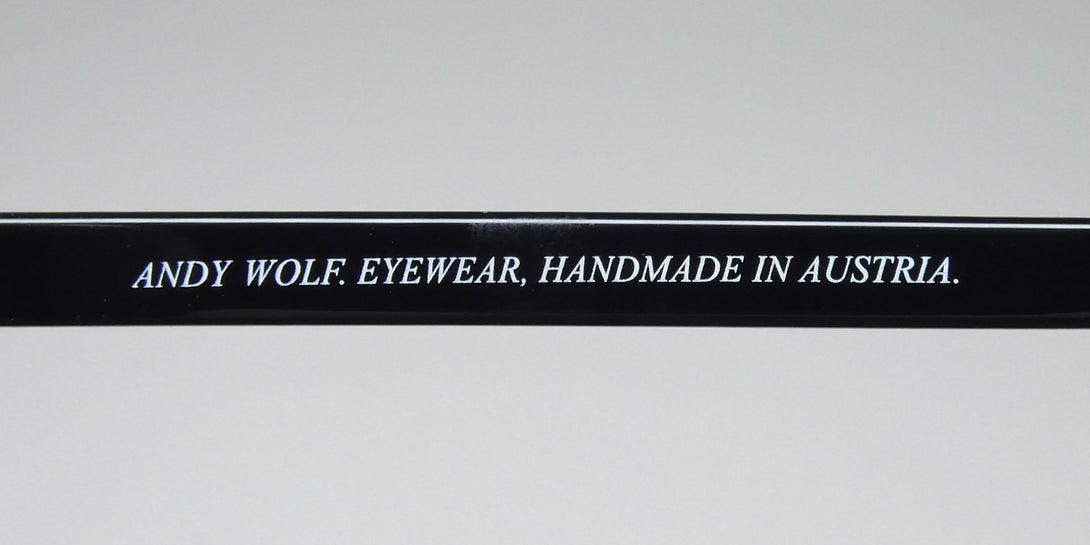 ANDY WOLF. EYEWEAR, HANDMADE IN AUSTRIA.